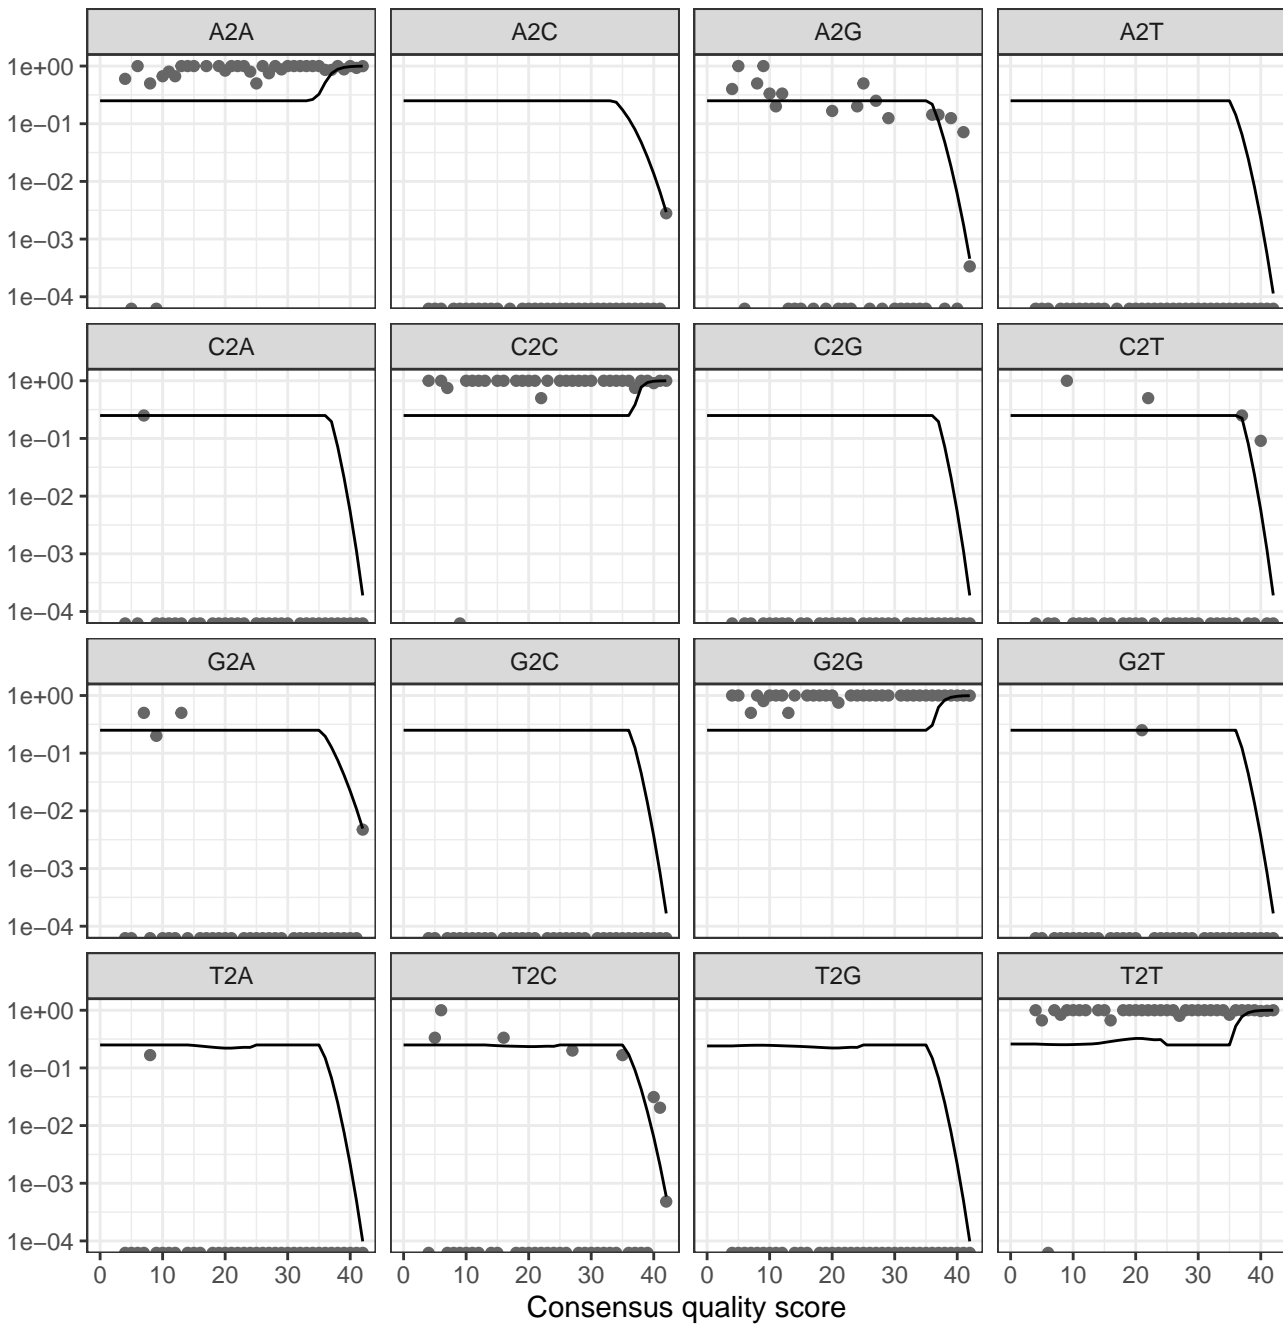 A2A A2C A2G A2T
1e+00
1e−01
1e−02
1e−03
1e−04
C2A C2C C2G C2T
1e+00
1e−01
1e−02
1e−03
1e−04
G2A G2C G2G G2T
1e+00
1e−01
1e−02
1e−03
1e−04
T2A T2C T2G T2T
1e+00
1e−01
1e−02
1e−03
1e−04
0 10 20 30 40 0 10 20 30 40 0 10 20 30 40 0 10 20 30 40
Consensus quality score